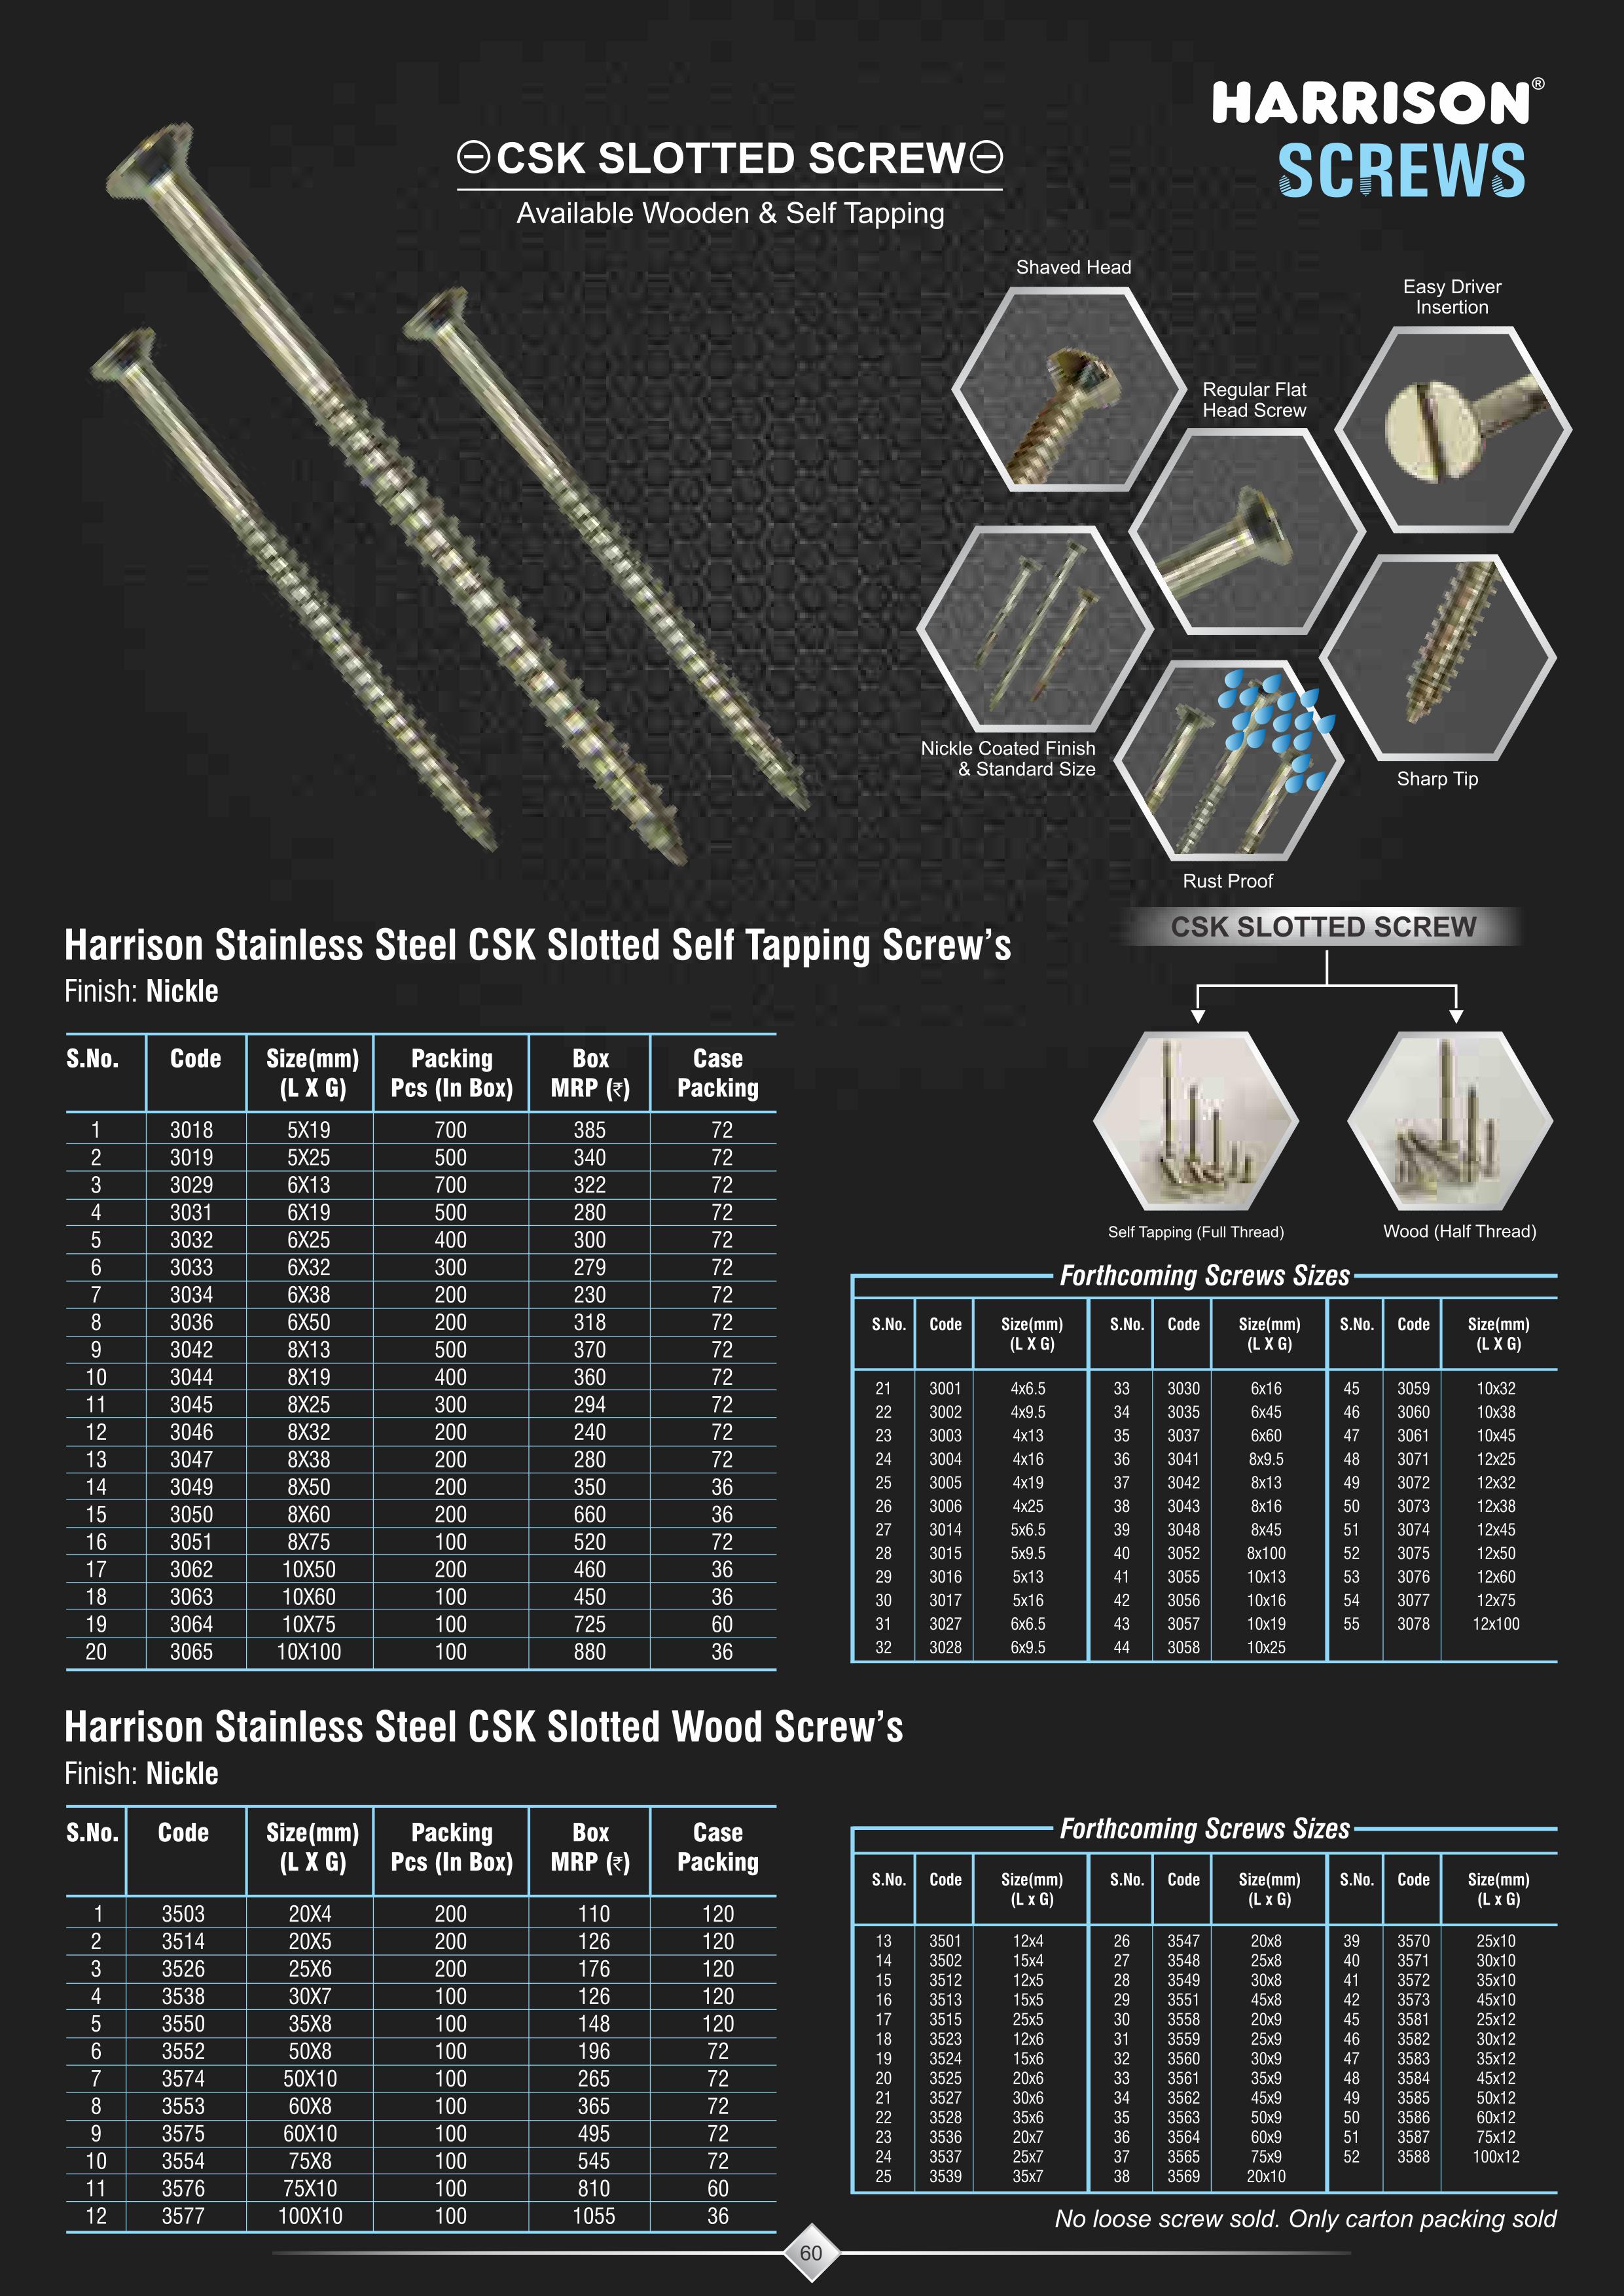 HARRISON®
SCREWS
CSK SLOTTED SCREW
Available Wooden & Self Tapping
Shaved Head
Easy Driver
Insertion
Regular Flat
Head Screw
Nickle Coated Finish
& Standard Size
Sharp Tip
Rust Proof
CSK SLOTTED SCREW
Self Tapping (Full Thread)
Wood (Half Thread)
Harrison Stainless Steel CSK Slotted Self Tapping Screw's
Finish: Nickle
S.No. Code Size(mm) Packing Box Case
(L X G) Pcs (In Box) MRP (₹) Packing
1 3018 5X19 700 385 72
2 3019 5X25 500 340 72
3 3029 6X13 700 322 72
4 3031 6X19 500 280 72
5 3032 6X25 400 300 72
6 3033 6X32 300 279 72
7 3034 6X38 200 230 72
8 3036 6X50 200 318 72
9 3042 8X13 500 370 72
10 3044 8X19 400 360 72
11 3045 8X25 300 294 72
12 3046 8X32 200 240 72
13 3047 8X38 200 280 72
14 3049 8X50 200 350 36
15 3050 8X60 200 660 36
16 3051 8X75 100 520 72
17 3062 10X50 200 460 36
18 3063 10X60 100 450 36
19 3064 10X75 100 725 60
20 3065 10X100 100 880 36
Forthcoming Screws Sizes
S.No. Code Size(mm) S.No. Code Size(mm) S.No. Code Size(mm)
(L X G) (L X G) (L X G)
21 3001 4x6.5 33 3030 6x16 45 3059 10x32
22 3002 4x9.5 34 3035 6x45 46 3060 10x38
23 3003 4x13 35 3037 6x60 47 3061 10x45
24 3004 4x16 36 3041 8x9.5 48 3071 12x25
25 3005 4x19 37 3042 8x13 49 3072 12x32
26 3006 4x25 38 3043 8x16 50 3073 12x38
27 3014 5x6.5 39 3048 8x45 51 3074 12x45
28 3015 5x9.5 40 3052 8x100 52 3075 12x50
29 3016 5x13 41 3055 10x13 53 3076 12x60
30 3017 5x16 42 3056 10x16 54 3077 12x75
31 3027 6x6.5 43 3057 10x19 55 3078 12x100
32 3028 6x9.5 44 3058 10x25
Harrison Stainless Steel CSK Slotted Wood Screw's
Finish: Nickle
S.No. Code Size(mm) Packing Box Case
(L X G) Pcs (In Box) MRP (₹) Packing
1 3503 20X4 200 110 120
2 3514 20X5 200 126 120
3 3526 25X6 200 176 120
4 3538 30X7 100 126 120
5 3550 35X8 100 148 120
6 3552 50X8 100 196 72
7 3574 50X10 100 265 72
8 3553 60X8 100 365 72
9 3575 60X10 100 495 72
10 3554 75X8 100 545 72
11 3576 75X10 100 810 60
12 3577 100X10 100 1055 36
Forthcoming Screws Sizes
S.No. Code Size(mm) S.No. Code Size(mm) S.No. Code Size(mm)
(L x G) (L x G) (L x G)
13 3501 12x4 26 3547 20x8 39 3570 25x10
14 3502 15x4 27 3548 25x8 40 3571 30x10
15 3512 12x5 28 3549 30x8 41 3572 35x10
16 3513 15x5 29 3551 45x8 42 3573 45x10
17 3515 25x5 30 3558 20x9 45 3581 25x12
18 3523 12x6 31 3559 25x9 46 3582 30x12
19 3524 15x6 32 3560 30x9 47 3583 35x12
20 3525 20x6 33 3561 35x9 48 3584 45x12
21 3527 30x6 34 3562 45x9 49 3585 50x12
22 3528 35x6 35 3563 50x9 50 3586 60x12
23 3536 20x7 36 3564 60x9 51 3587 75x12
24 3537 25x7 37 3565 75x9 52 3588 100x12
25 3539 35x7 38 3569 20x10
No loose screw sold. Only carton packing sold
60